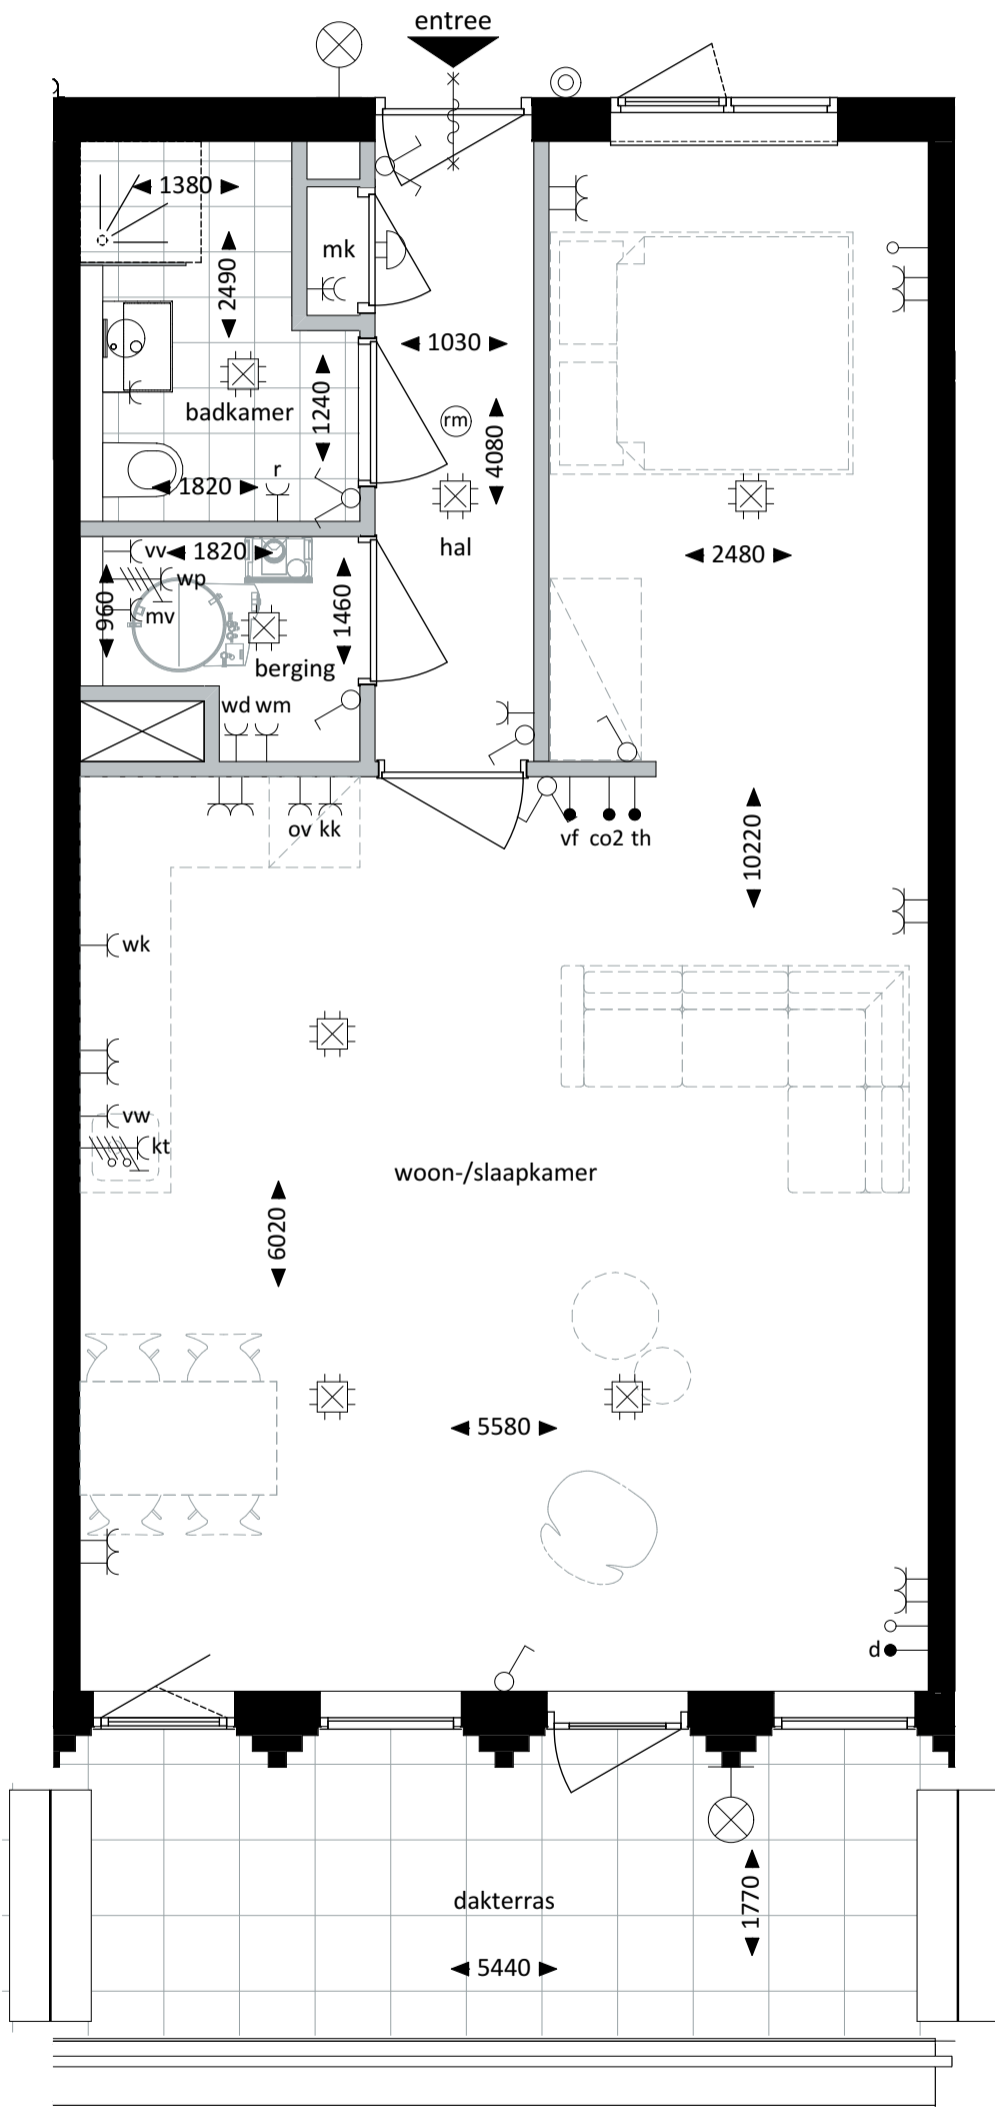 entree
1380
mk
2490
1030
1240
badkamer
rm
4080
r
1820
hal
2480
vv
1820
wp
960
mv
1460
berging
wd wm
ov kk
vf co2 th
10220
wk
vw
kt
woon-/slaapkamer
6020
5580
d
dakterras
1770
5440